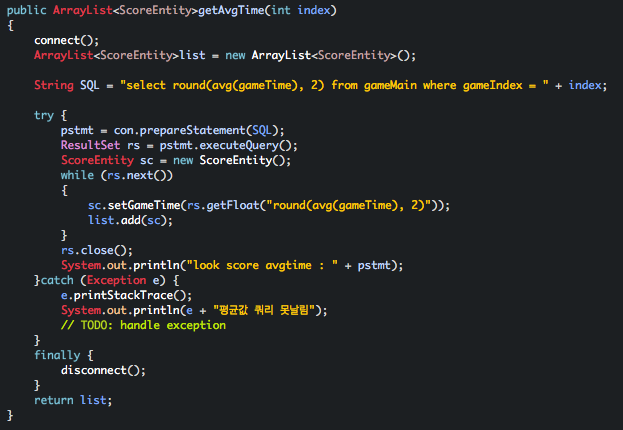 public ArrayList<ScoreEntity>getAvgTime(int index)
{
    connect();
    ArrayList<ScoreEntity>list = new ArrayList<ScoreEntity>();

    String SQL = "select round(avg(gameTime), 2) from gameMain where gameIndex = " + index;

    try {
        pstmt = con.prepareStatement(SQL);
        ResultSet rs = pstmt.executeQuery();
        ScoreEntity sc = new ScoreEntity();
        while (rs.next())
        {
            sc.setGameTime(rs.getFloat("round(avg(gameTime), 2)"));
            list.add(sc);
        }
        rs.close();
        System.out.println("look score avgtime : " + pstmt);
    }catch (Exception e) {
        e.printStackTrace();
        System.out.println(e + "평균값 쿼리 못날림");
        // TODO: handle exception
    }
    finally {
        disconnect();
    }
    return list;
}